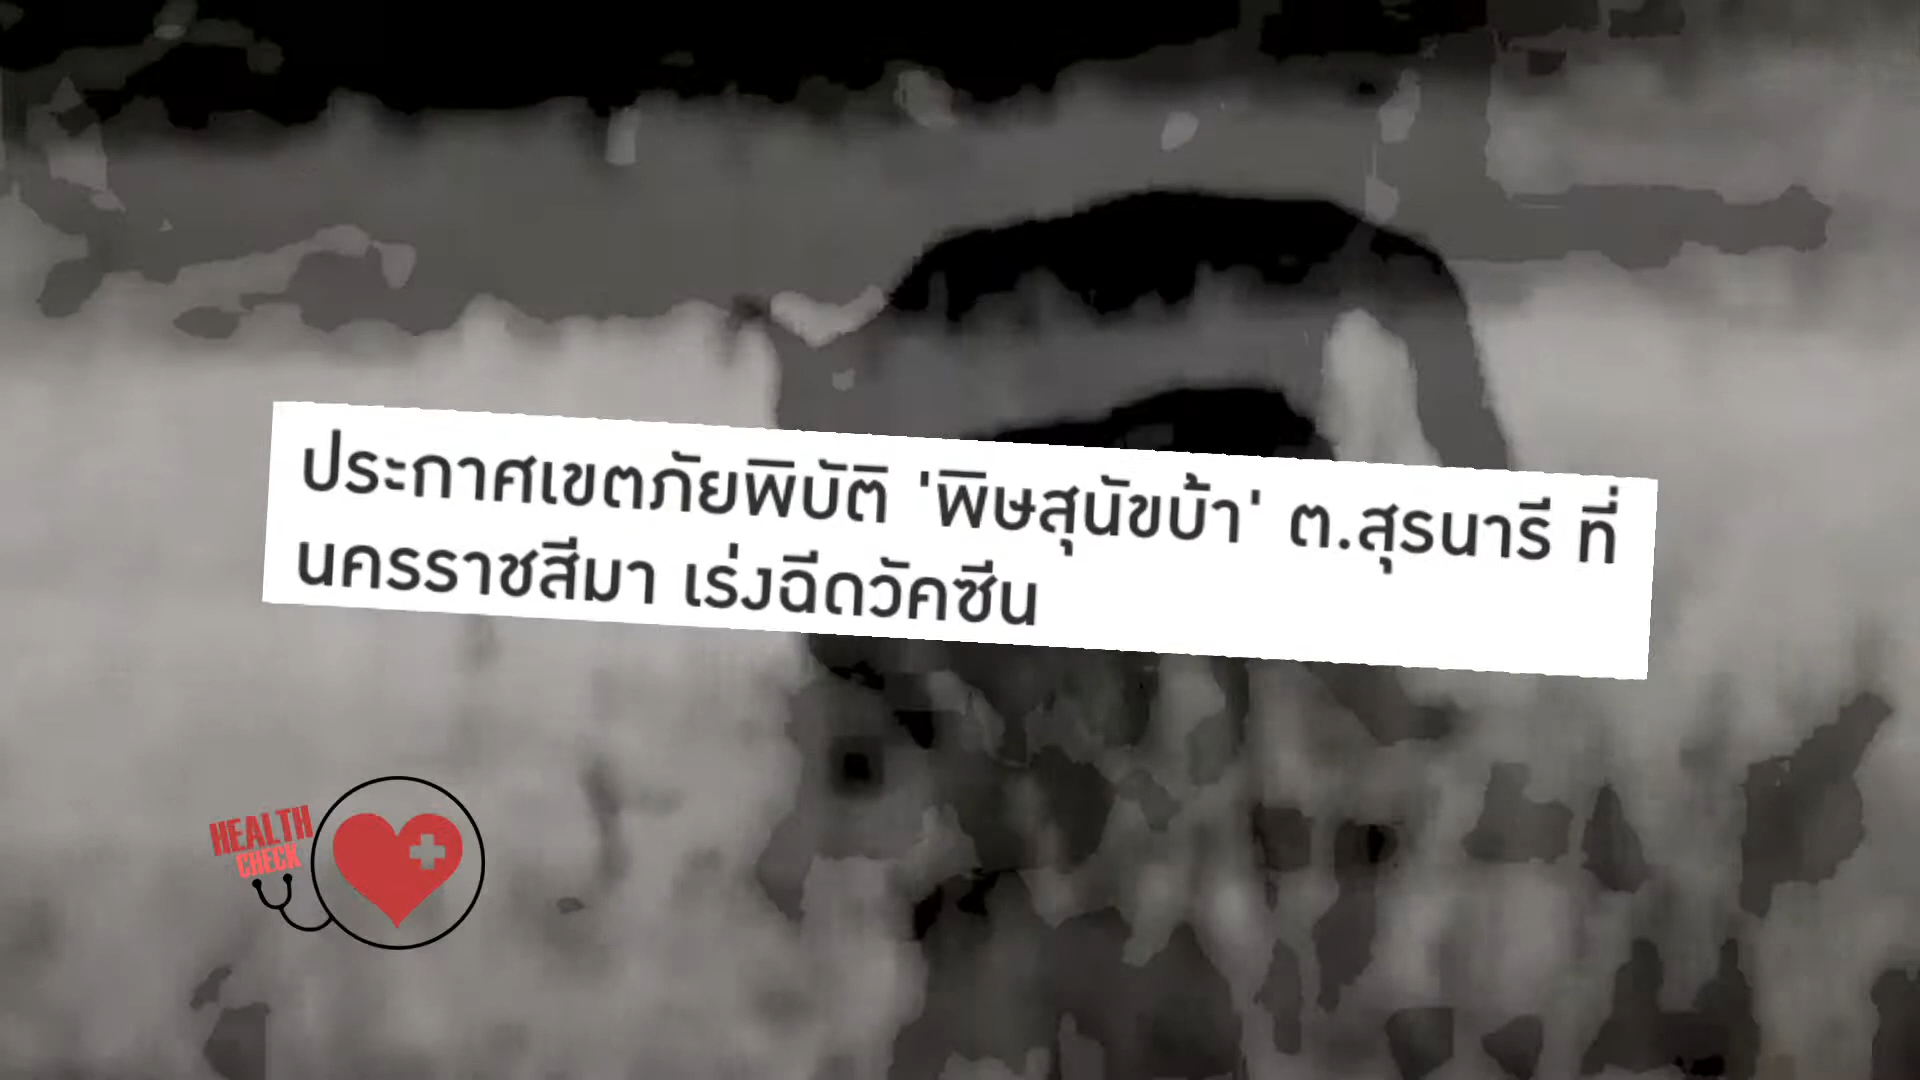 ประกาศเขตภัยพิบัติ 'พิษสุนัขบ้า' ต.สุรนารี ที่
นครราชสีมา เร่งฉีดวัคซีน
HEALTH
CHECK